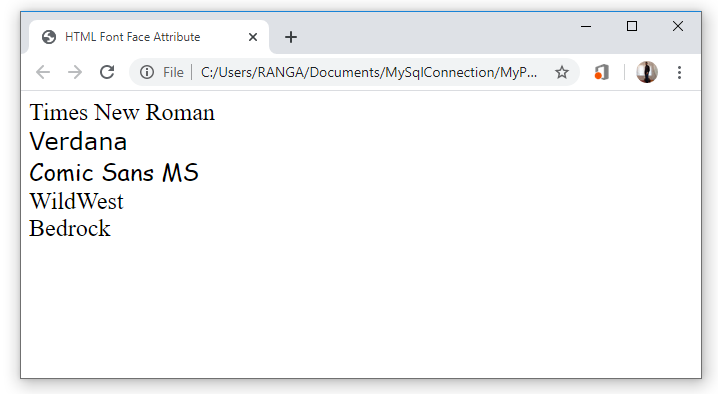 HTML Font Face Attribute
File | C:/Users/RANGA/Documents/MySqlConnection/MyP...
Times New Roman
Verdana
Comic Sans MS
WildWest
Bedrock